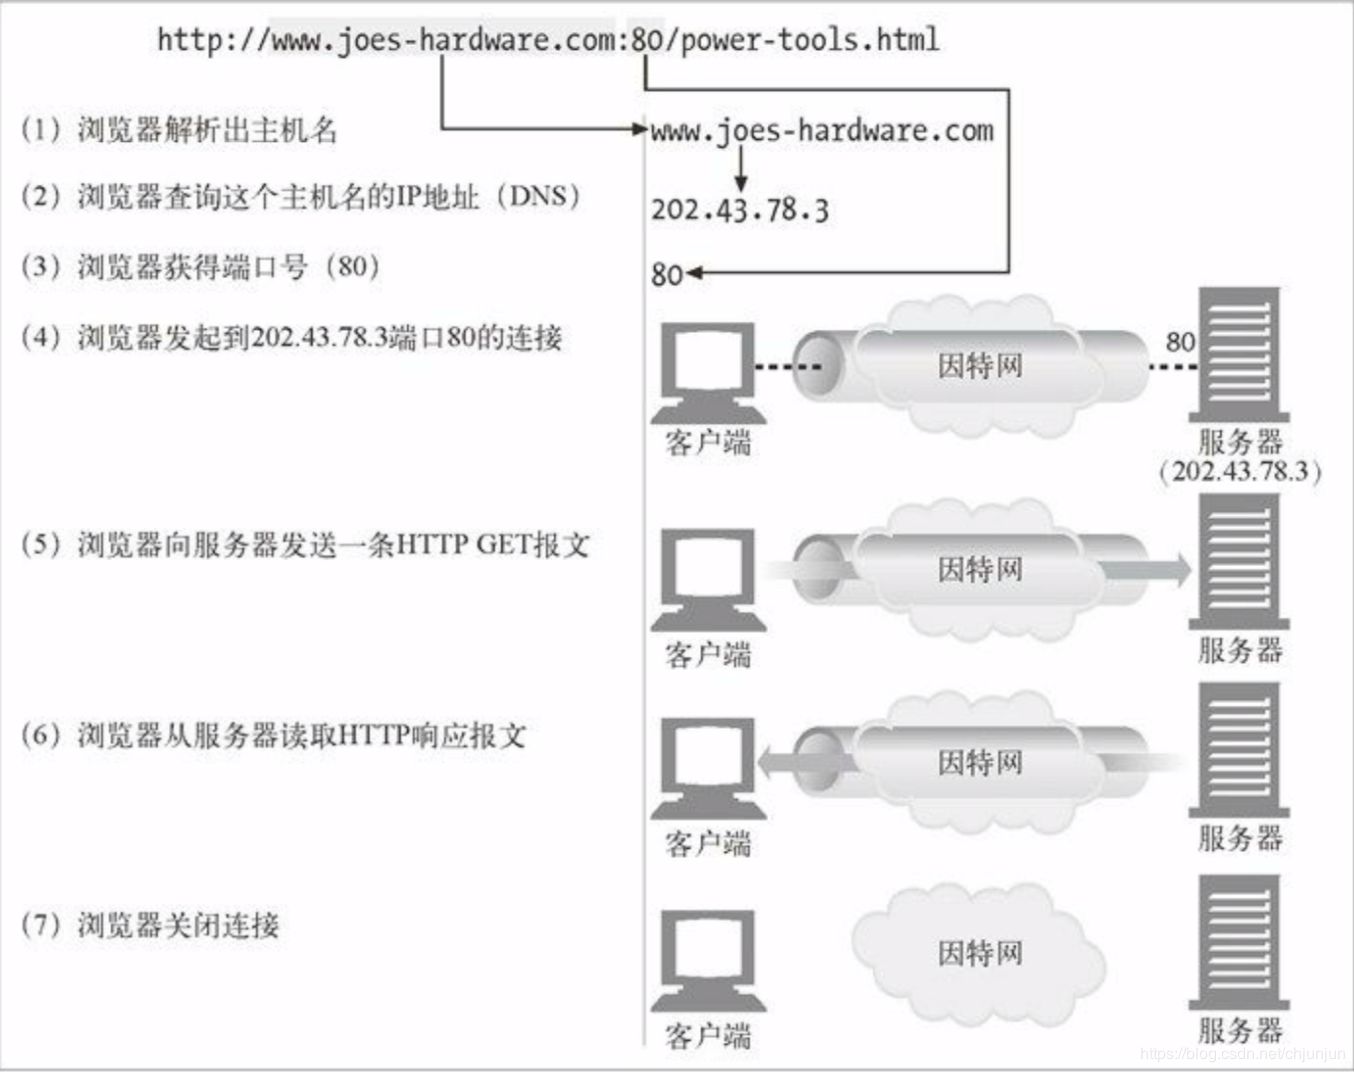 http://www.joes-hardware.com:80/power-tools.html
(1) 浏览器解析出主机名
www.joes-hardware.com
(2) 浏览器查询这个主机名的IP地址（DNS）
202.43.78.3
(3) 浏览器获得端口号（80）
80
(4) 浏览器发起到202.43.78.3端口80的连接
因特网
80
客户端
服务器
（202.43.78.3）
(5) 浏览器向服务器发送一条HTTP GET报文
因特网
客户端
服务器
(6) 浏览器从服务器读取HTTP响应报文
因特网
客户端
服务器
(7) 浏览器关闭连接
因特网
客户端
服务器
https://blog.csdn.net/chjunjun